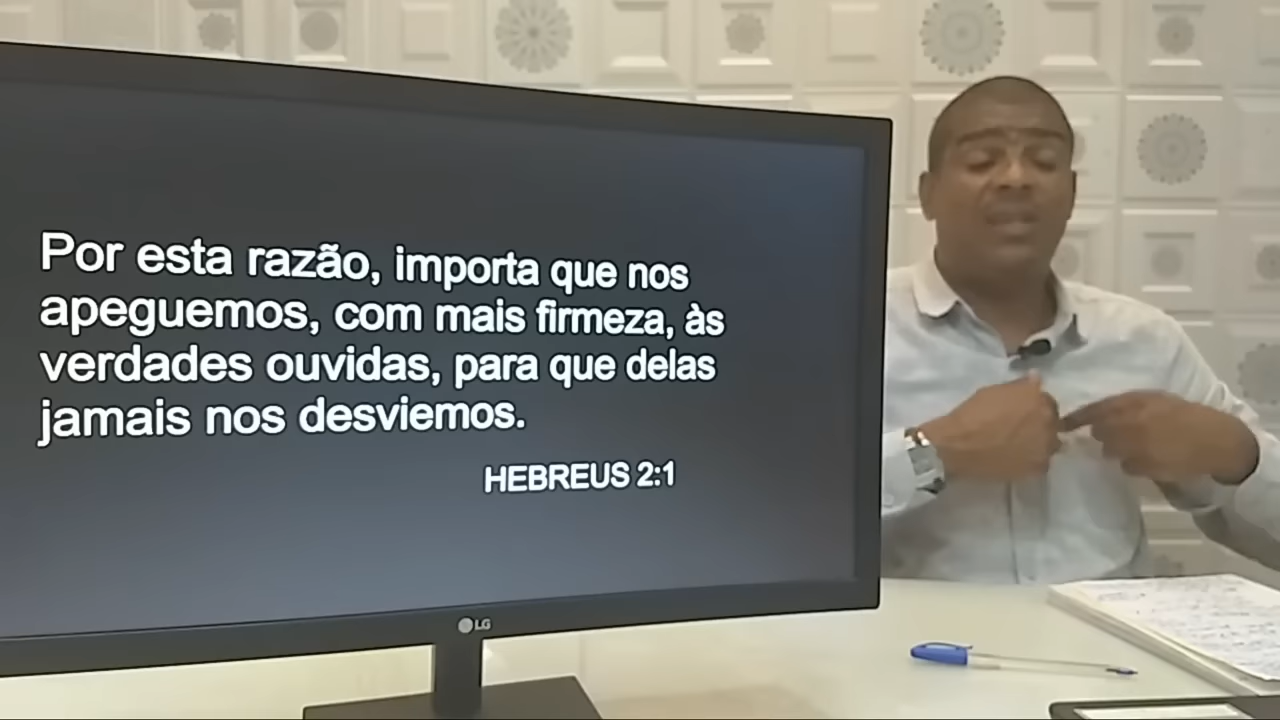 Por esta razão, importa que nos
apeguemos, com mais firmeza, às
verdades ouvidas, para que delas
jamais nos desviemos.
HEBREUS 2:1
LG